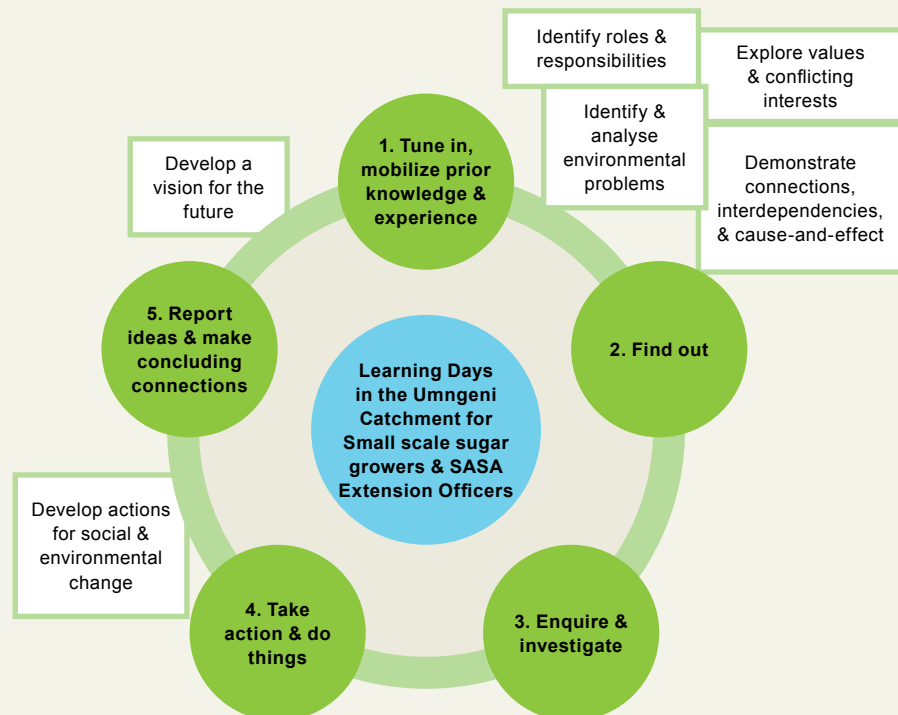 Identify roles &
responsibilities
Explore values
& conflicting
interests
Identify &
analyse
environmental
problems
Demonstrate
connections,
interdependencies,
& cause-and-effect
Develop a
vision for the
future
1. Tune in,
mobilize prior
knowledge &
experience
2. Find out
3. Enquire &
investigate
4. Take
action & do
things
5. Report
ideas & make
concluding
connections
Develop actions
for social &
environmental
change
Learning Days
in the Umngeni
Catchment for
Small scale sugar
growers & SASA
Extension Officers